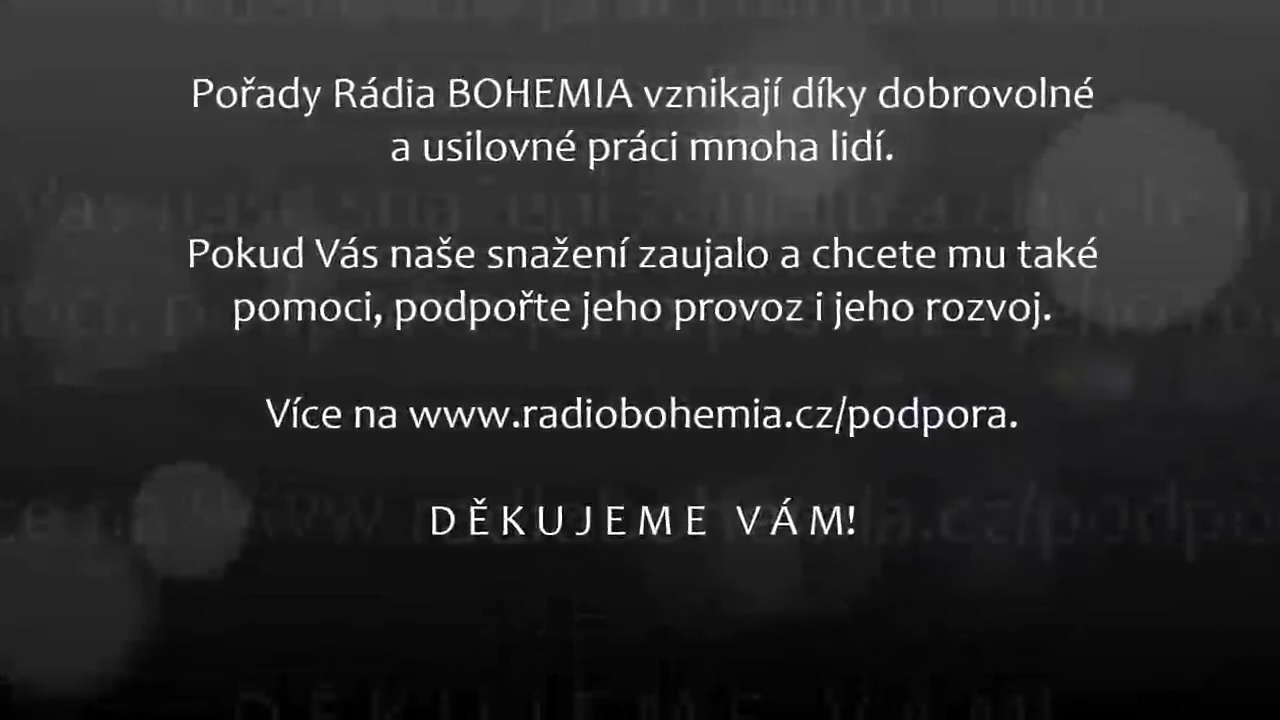 Pořady Rádia BOHEMIA vznikají díky dobrovolné
a usilovné práci mnoha lidí.
Pokud Vás naše snažení zaujalo a chcete mu také
pomoci, podpořte jeho provoz i jeho rozvoj.
Více na www.radiobohemia.cz/podpora.
D Ě K U J E M E V Á M!